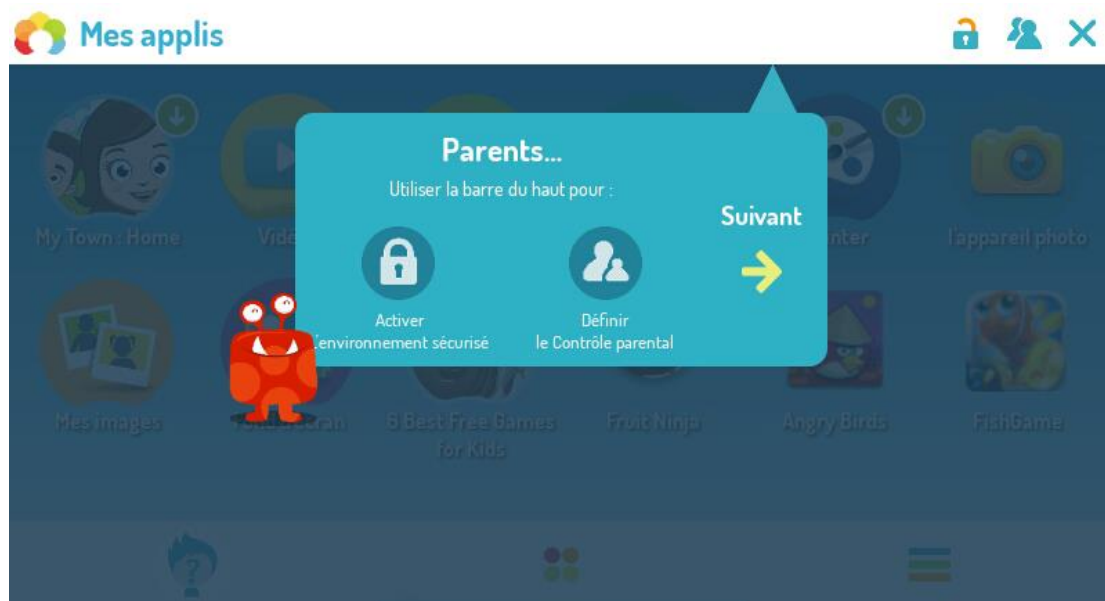 Mes applis
Parents...
Utiliser la barre du haut pour :
Suivant
Activer
l'environnement sécurisé
Définir
le Contrôle parental
My Town : Home
l'appareil photo
Mes images
8 Best Free Games
for Kids
Fruit Ninja
Angry Birds
FishGame
?